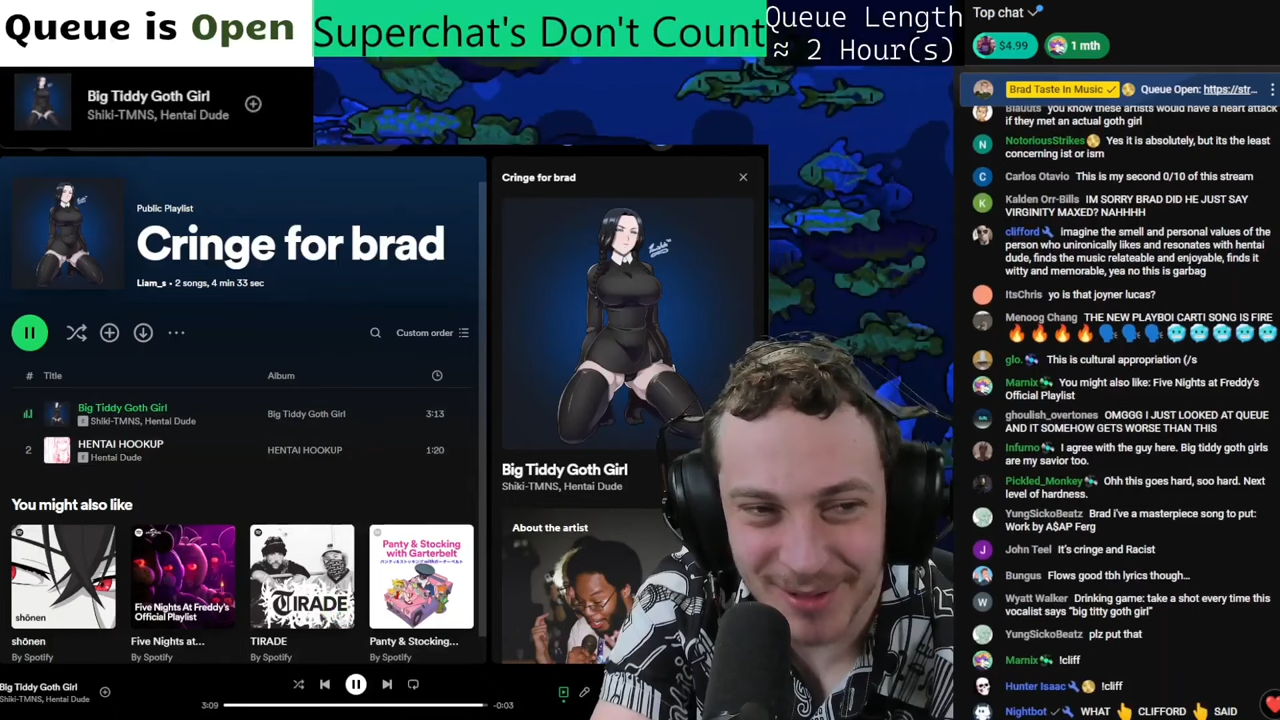 Queue is Open
Superchat's Don't Count
Queue Length
≈ 2 Hour(s)
Big Tiddy Goth Girl
Shiki-TMNS, Hentai Dude
Public Playlist
Cringe for brad
Liam_s • 2 songs, 4 min 33 sec
Custom order
# Title Album
Big Tiddy Goth Girl Big Tiddy Goth Girl 3:13
E Shiki-TMNS, Hentai Dude
2 HENTAI HOOKUP HENTAI HOOKUP 1:20
E Hentai Dude
You might also like
Five Nights At Freddy's
Official Playlist
TIRADE
Panty & Stocking
with Garterbelt
shōnen Five Nights at... TIRADE Panty & Stocking...
By Spotify By Spotify By Spotify By Spotify
Big Tiddy Goth Girl
Shiki-TMNS, Hentai Dude
3:09 -0:03
Cringe for brad
Big Tiddy Goth Girl
Shiki-TMNS, Hentai Dude
About the artist
Top chat
$4.99 1 mth
Brad Taste In Music Queue Open: https://str...
you know these artists would have a heart attack
if they met an actual goth girl
NotoriousStrikes Yes it is absolutely, but its the least
concerning ist or ism
Carlos Otavio This is my second 0/10 of this stream
Kalden Orr-Bills IM SORRY BRAD DID HE JUST SAY
VIRGINITY MAXED? NAHHHH
clifford imagine the smell and personal values of the
person who unironically likes and resonates with hentai
dude, finds the music relateable and enjoyable, finds it
witty and memorable, yea no this is garbag
ItsChris yo is that joyner lucas?
Menoog Chang THE NEW PLAYBOI CARTI SONG IS FIRE
🔥🔥🔥🔥🗣🗣🗣🥶🥶🥶🥶
glo. This is cultural appropriation (/s
Marnix You might also like: Five Nights at Freddy's
Official Playlist
ghoulish_overtones OMGGG I JUST LOOKED AT QUEUE
AND IT SOMEHOW GETS WORSE THAN THIS
Infurno I agree with the guy here. Big tiddy goth girls
are my savior too.
Pickled_Monkey Ohh this goes hard, soo hard. Next
level of hardness.
YungSickoBeatz Brad i've a masterpiece song to put:
Work by A$AP Ferg
John Teel It's cringe and Racist
Bungus Flows good tbh lyrics though...
Wyatt Walker Drinking game: take a shot every time this
vocalist says "big titty goth girl"
YungSickoBeatz plz put that
Marnix !cliff
Hunter Isaac !cliff
Nightbot WHAT 👆 CLIFFORD 👆 SAID